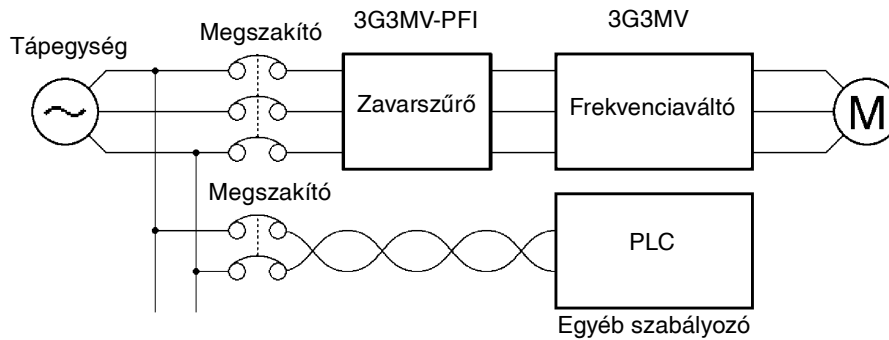 3G3MV-PFI
3G3MV
Megszakító
Tápegység
Zavarszűrő
Frekvenciaváltó
M
Megszakító
PLC
Egyéb szabályozó